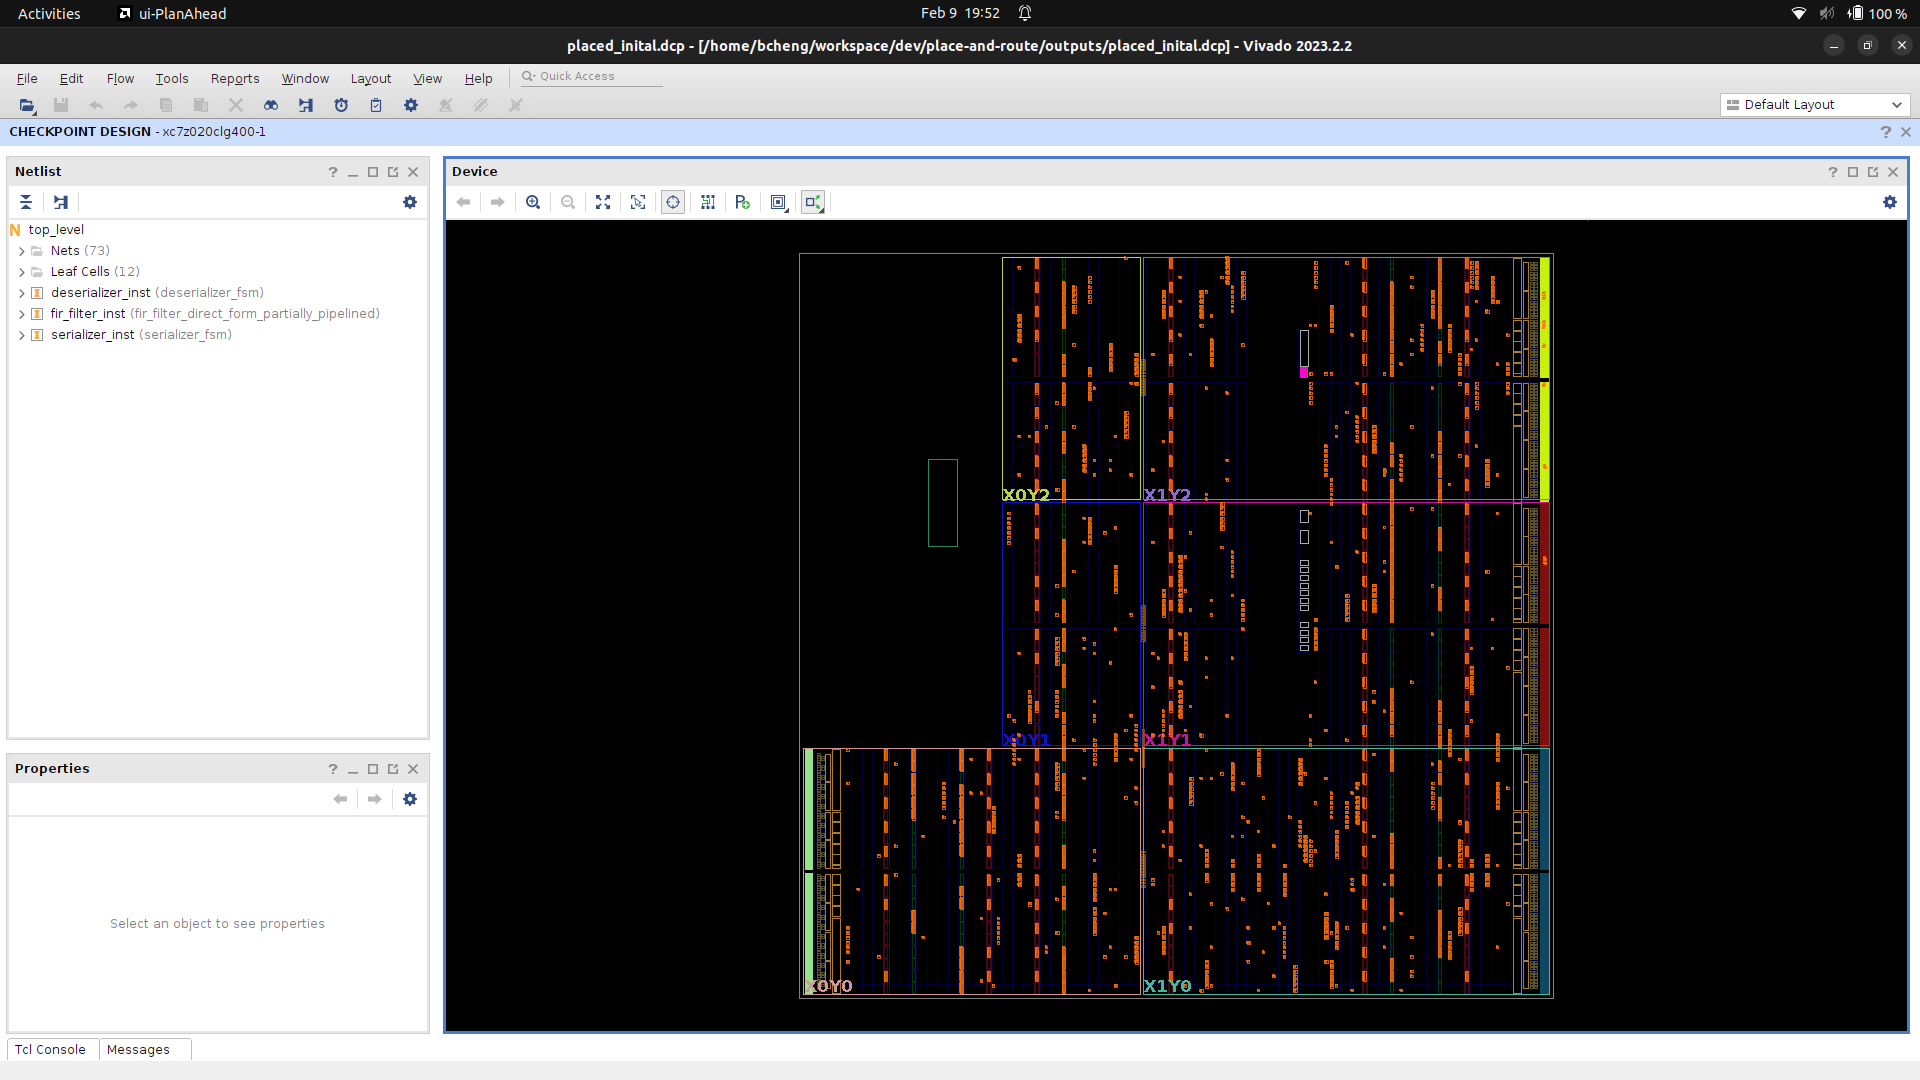 Activities ui-PlanAhead Feb 9 19:52 100 %
placed_inital.dcp - [/home/bcheng/workspace/dev/place-and-route/outputs/placed_inital.dcp] - Vivado 2023.2.2
File Edit Flow Tools Reports Window Layout View Help Quick Access
Default Layout
CHECKPOINT DESIGN - xc7z020clg400-1
Netlist
top_level
Nets (73)
Leaf Cells (12)
deserializer_inst (deserializer_fsm)
fir_filter_inst (fir_filter_direct_form_partially_pipelined)
serializer_inst (serializer_fsm)
Properties
Select an object to see properties
Device
X0Y2 X1Y2
X0Y1 X1Y1
X0Y0 X1Y0
Tcl Console Messages